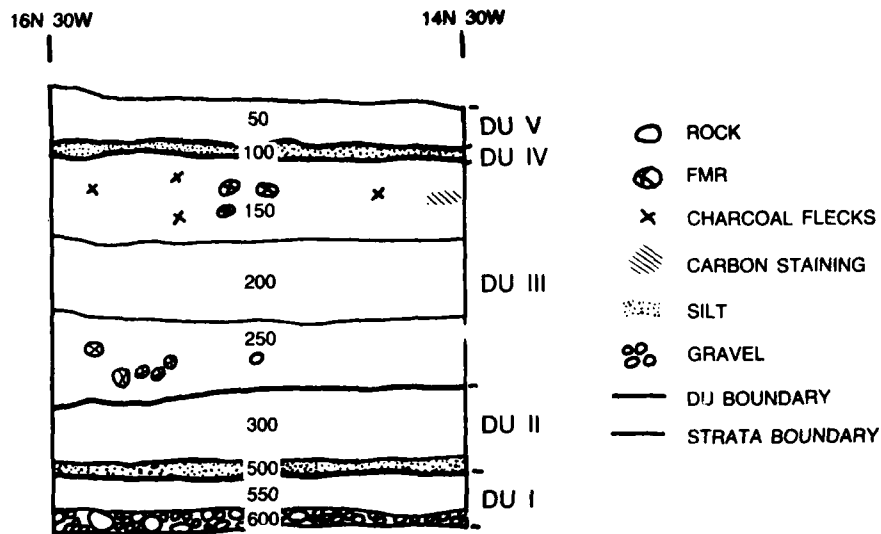 16N 30W
14N 30W
50
DU V
100
DU IV
150
200
DU III
250
300
DU II
500
550
DU I
600
ROCK
FMR
CHARCOAL FLECKS
CARBON STAINING
SILT
GRAVEL
DU BOUNDARY
STRATA BOUNDARY